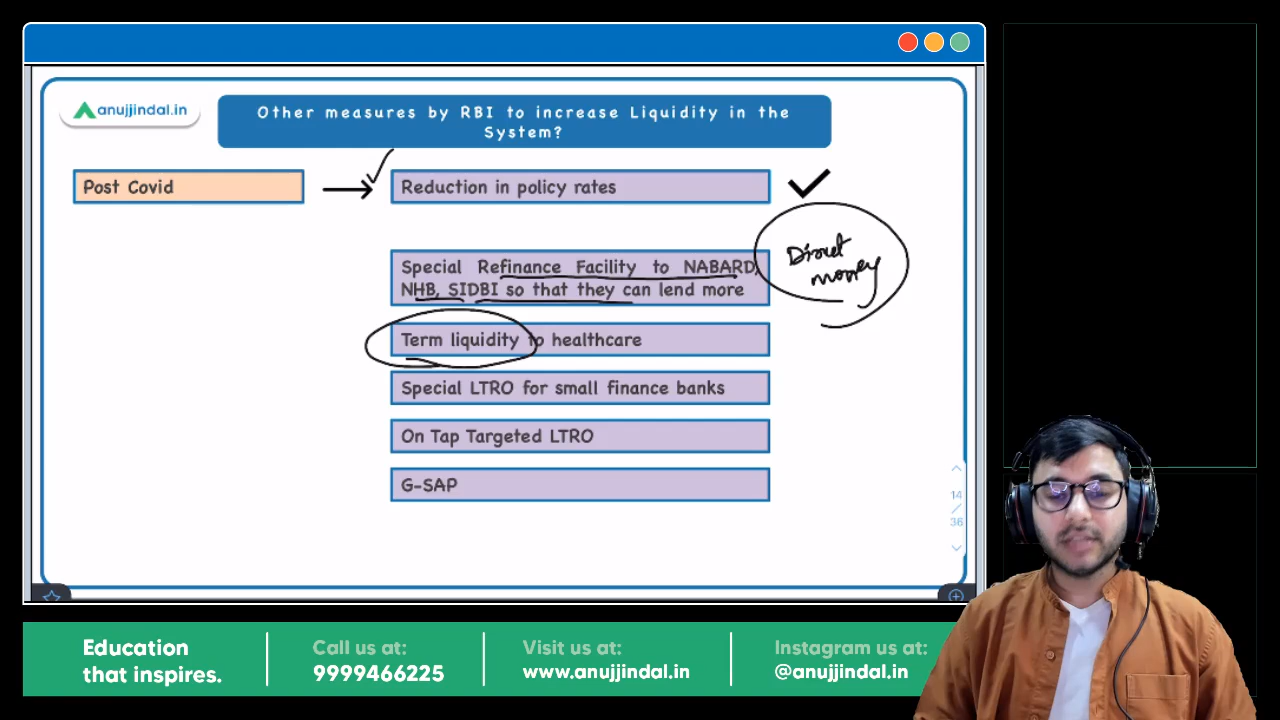 anujjindal.in
Other measures by RBI to increase Liquidity in the
System?
Post Covid
Reduction in policy rates
Special Refinance Facility to NABARD,
NHB, SIDBI so that they can lend more
Direct
money
Term liquidity to healthcare
Special LTRO for small finance banks
On Tap Targeted LTRO
G-SAP
14
/
36
Education
that inspires.
Call us at:
9999466225
Visit us at:
www.anujjindal.in
Instagram us at:
@anujjindal.in